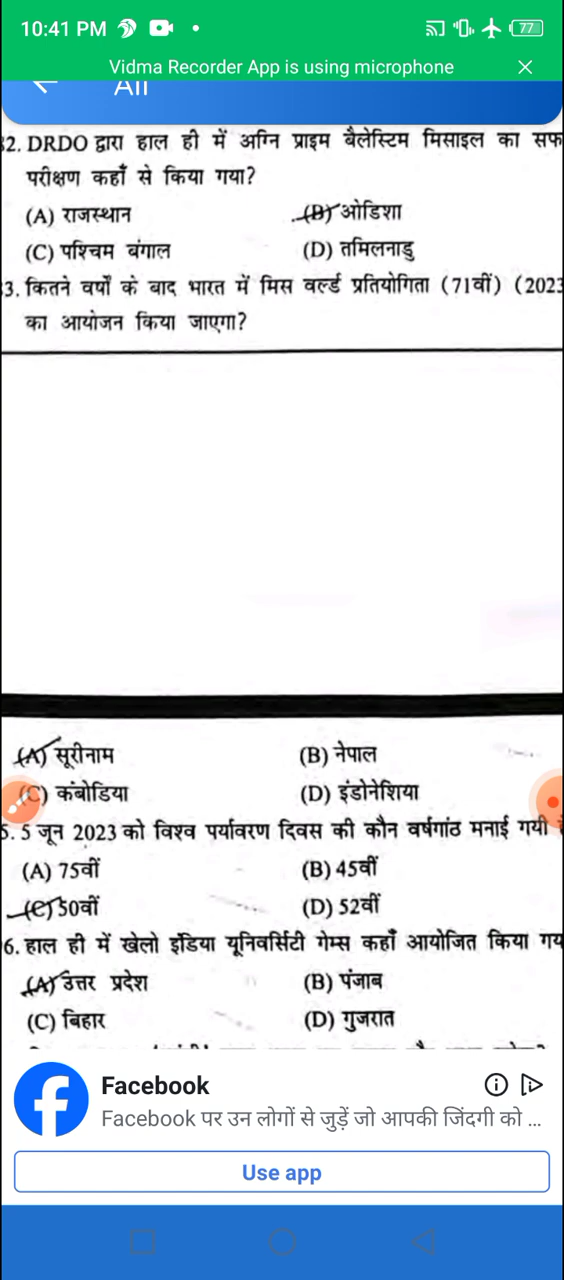 10:41 PM
77
Vidma Recorder App is using microphone
All
2. DRDO द्वारा हाल ही में अग्नि प्राइम बैलेस्टिम मिसाइल का सफ
परीक्षण कहाँ से किया गया?
(A) राजस्थान (B) ओडिशा
(C) पश्चिम बंगाल (D) तमिलनाडु
3. कितने वर्षों के बाद भारत में मिस वर्ल्ड प्रतियोगिता (71वीं) (2023
का आयोजन किया जाएगा?
(A) सूरीनाम (B) नेपाल
(C) कंबोडिया (D) इंडोनेशिया
5. 5 जून 2023 को विश्व पर्यावरण दिवस की कौन वर्षगांठ मनाई गयी
(A) 75वीं (B) 45वीं
(C) 50वीं (D) 52वीं
6. हाल ही में खेलो इंडिया यूनिवर्सिटी गेम्स कहाँ आयोजित किया गय
(A) उत्तर प्रदेश (B) पंजाब
(C) बिहार (D) गुजरात
Facebook
Facebook पर उन लोगों से जुड़ें जो आपकी जिंदगी को ...
Use app